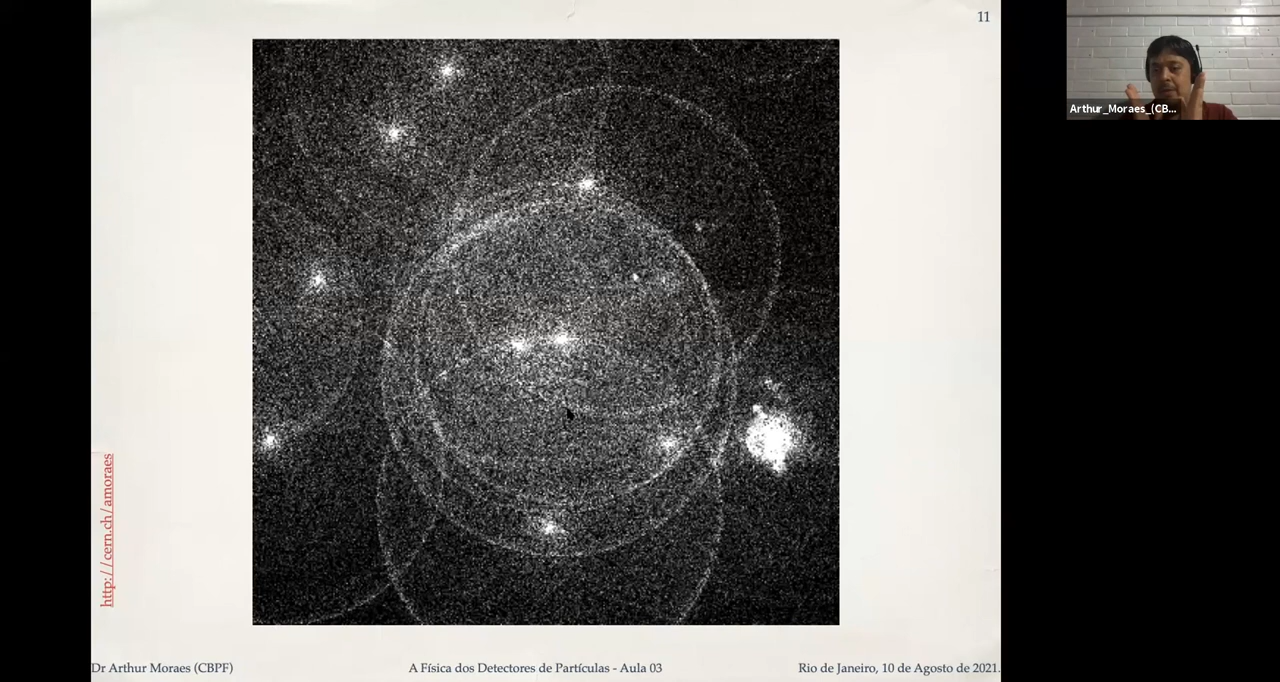 11
Arthur_Moraes_(CB...
http://cern.ch/amoraes
Dr Arthur Moraes (CBPF)
A Física dos Detectores de Partículas - Aula 03
Rio de Janeiro, 10 de Agosto de 2021.